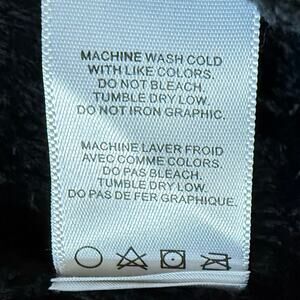 MACHINE WASH COLD
WITH LIKE COLORS.
DO NOT BLEACH.
TUMBLE DRY LOW.
DO NOT IRON GRAPHIC.
MACHINE LAVER FROID
AVEC COMME COLORS.
DO PAS BLEACH.
TUMBLE DRY LOW.
DO PAS DE FER GRAPHIQUE.